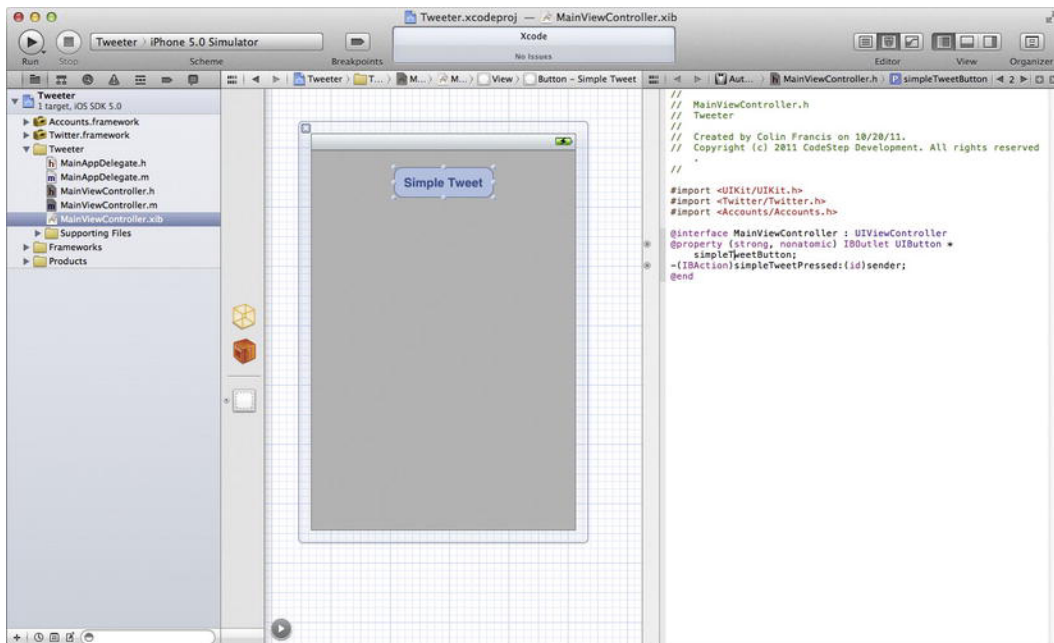 Tweeter.xcodeproj — MainViewController.xib
Run
Stop
Tweeter › iPhone 5.0 Simulator
Scheme
Breakpoints
Xcode
No Issues
Editor
View
Organizer
Tweeter › T... › M... › M... › View › Button – Simple Tweet
Aut... › MainViewController.h › simpleTweetButton
2
Tweeter
1 target, iOS SDK 5.0
Accounts.framework
Twitter.framework
Tweeter
MainAppDelegate.h
MainAppDelegate.m
MainViewController.h
MainViewController.m
MainViewController.xib
Supporting Files
Frameworks
Products
Simple Tweet
//
// MainViewController.h
// Tweeter
//
// Created by Colin Francis on 10/20/11.
// Copyright (c) 2011 CodeStep Development. All rights reserved
.
//
#import <UIKit/UIKit.h>
#import <Twitter/Twitter.h>
#import <Accounts/Accounts.h>
@interface MainViewController : UIViewController
@property (strong, nonatomic) IBOutlet UIButton *
simpleTweetButton;
-(IBAction)simpleTweetPressed:(id)sender;
@end